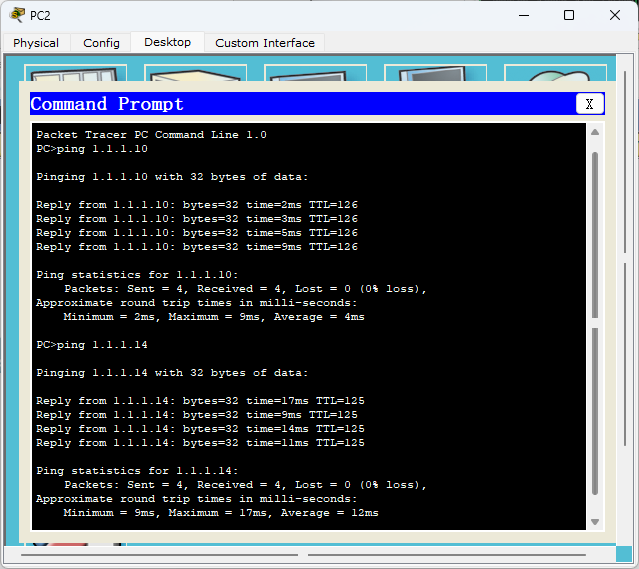 PC2
Physical Config Desktop Custom Interface
Command Prompt X
Packet Tracer PC Command Line 1.0
PC>ping 1.1.1.10
Pinging 1.1.1.10 with 32 bytes of data:
Reply from 1.1.1.10: bytes=32 time=2ms TTL=126
Reply from 1.1.1.10: bytes=32 time=3ms TTL=126
Reply from 1.1.1.10: bytes=32 time=5ms TTL=126
Reply from 1.1.1.10: bytes=32 time=9ms TTL=126
Ping statistics for 1.1.1.10:
Packets: Sent = 4, Received = 4, Lost = 0 (0% loss),
Approximate round trip times in milli-seconds:
Minimum = 2ms, Maximum = 9ms, Average = 4ms
PC>ping 1.1.1.14
Pinging 1.1.1.14 with 32 bytes of data:
Reply from 1.1.1.14: bytes=32 time=17ms TTL=125
Reply from 1.1.1.14: bytes=32 time=9ms TTL=125
Reply from 1.1.1.14: bytes=32 time=14ms TTL=125
Reply from 1.1.1.14: bytes=32 time=11ms TTL=125
Ping statistics for 1.1.1.14:
Packets: Sent = 4, Received = 4, Lost = 0 (0% loss),
Approximate round trip times in milli-seconds:
Minimum = 9ms, Maximum = 17ms, Average = 12ms